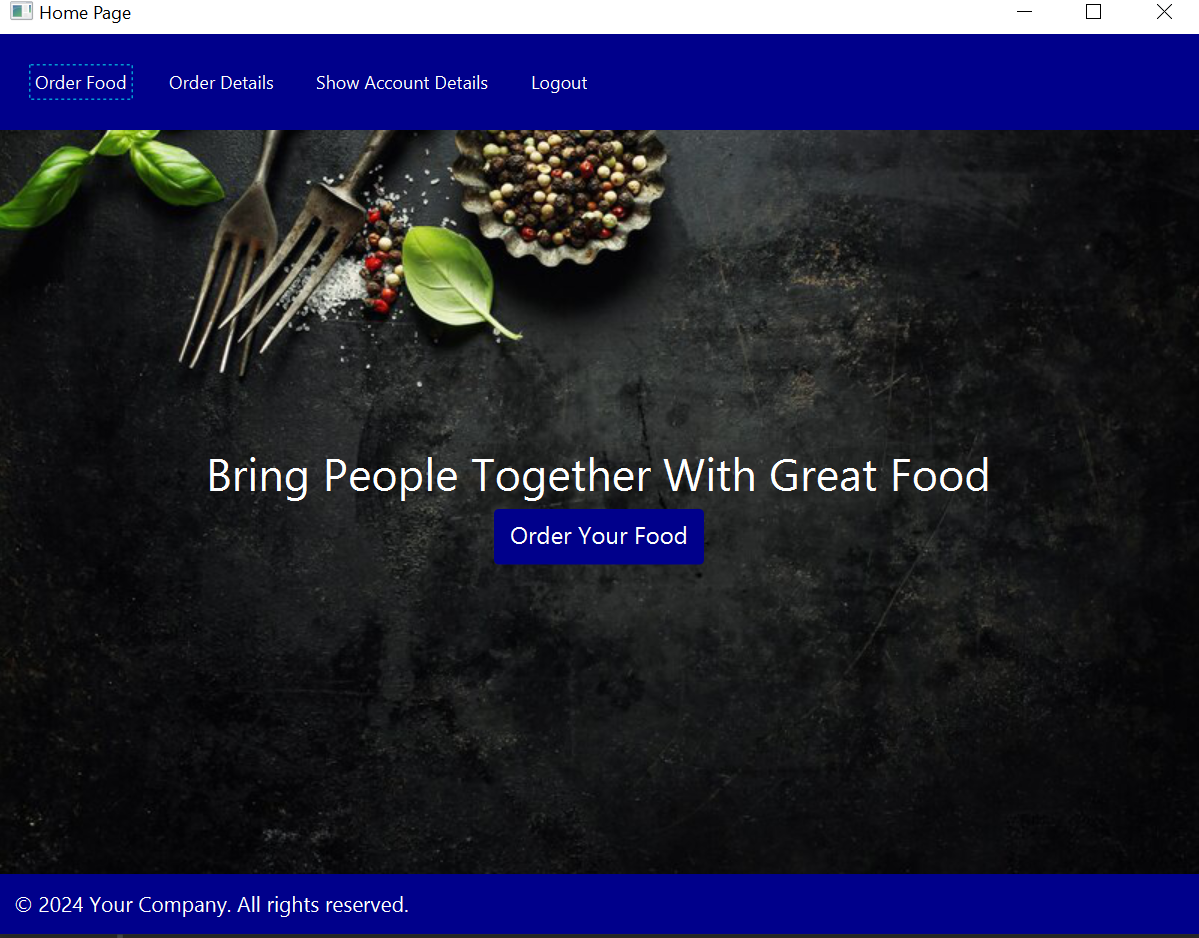 Home Page
Order Food Order Details Show Account Details Logout
Bring People Together With Great Food
Order Your Food
© 2024 Your Company. All rights reserved.